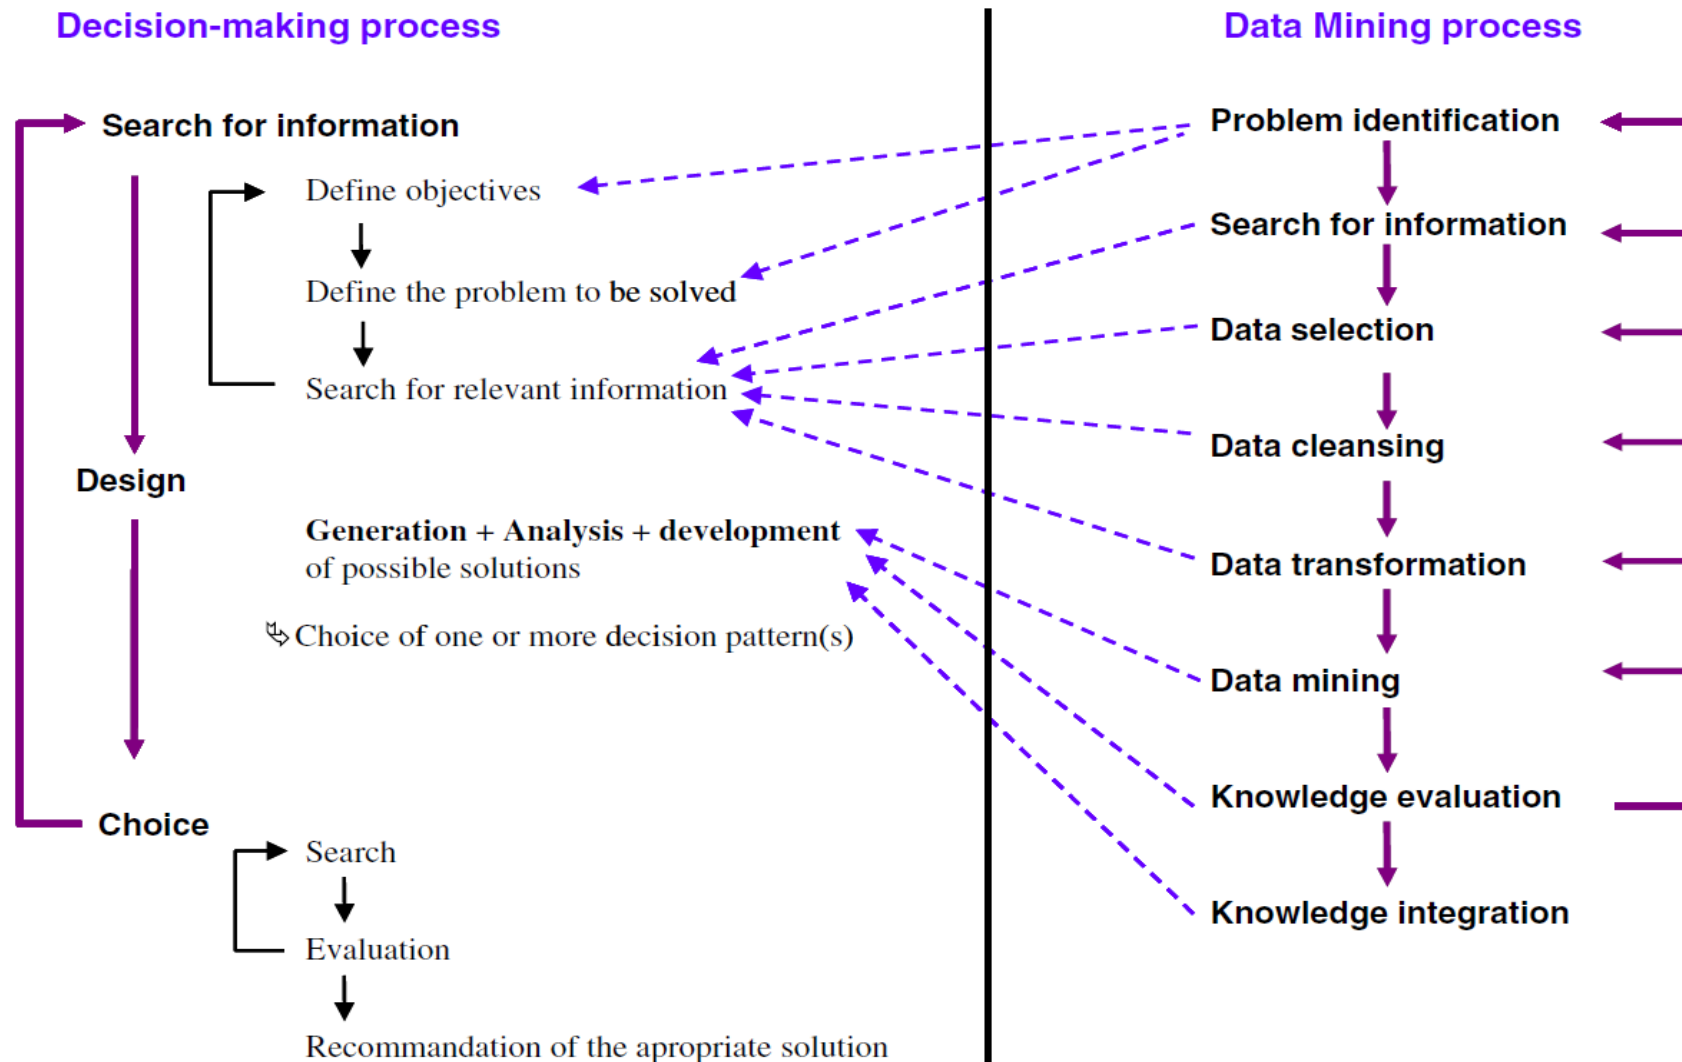 Decision-making process
Search for information
Define objectives
Define the problem to be solved
Search for relevant information
Design
Generation + Analysis + development
of possible solutions
Choice of one or more decision pattern(s)
Choice
Search
Evaluation
Recommandation of the apropriate solution
Data Mining process
Problem identification
Search for information
Data selection
Data cleansing
Data transformation
Data mining
Knowledge evaluation
Knowledge integration